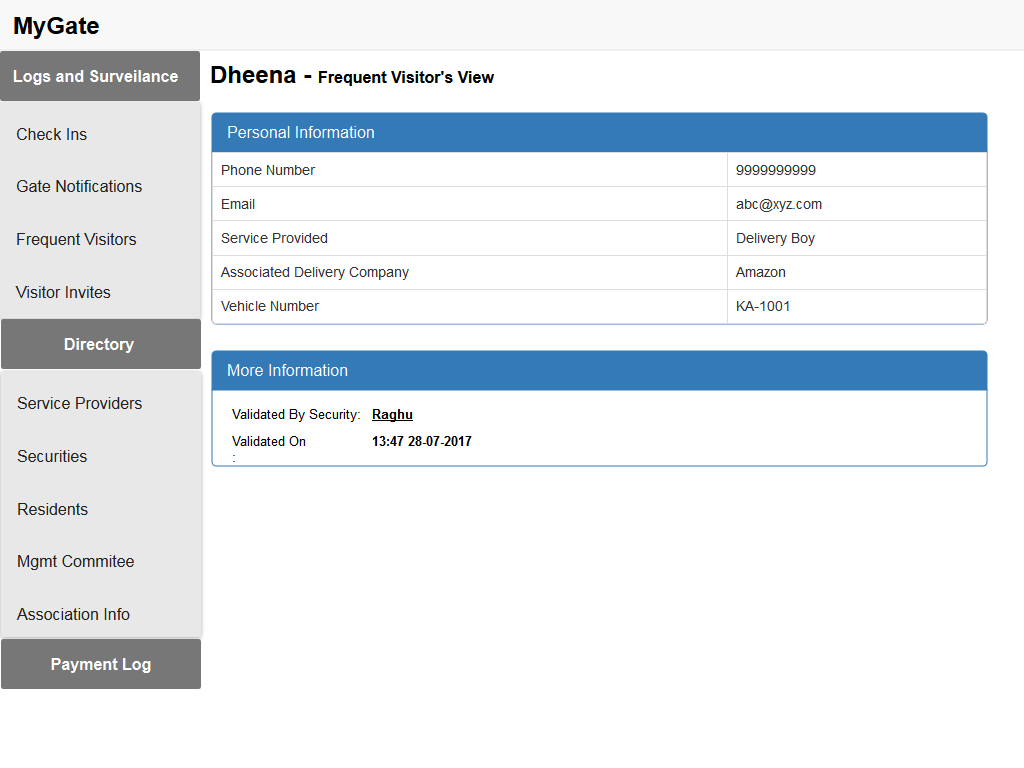 MyGate
Logs and Surveilance
Check Ins
Gate Notifications
Frequent Visitors
Visitor Invites
Directory
Service Providers
Securities
Residents
Mgmt Commitee
Association Info
Payment Log
Dheena - Frequent Visitor's View
Personal Information
Phone Number 9999999999
Email abc@xyz.com
Service Provided Delivery Boy
Associated Delivery Company Amazon
Vehicle Number KA-1001
More Information
Validated By Security: Raghu
Validated On 13:47 28-07-2017
: